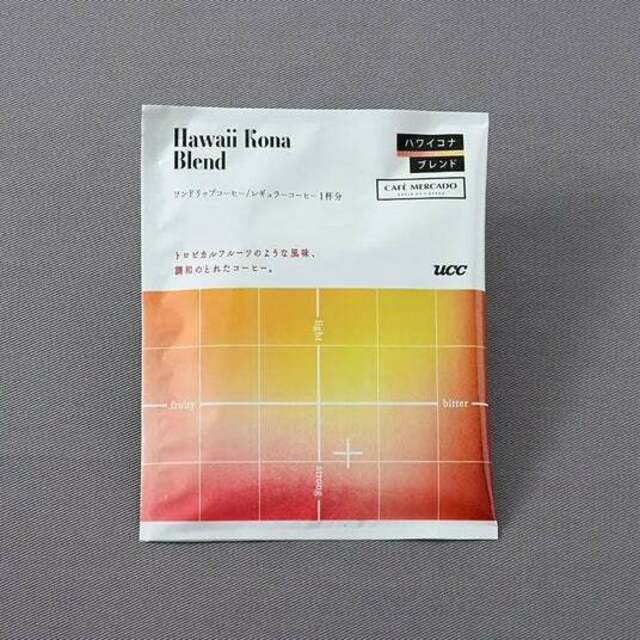 Hawaii Kona
Blend
ハワイコナ
ブレンド
CAFÉ MERCADO
ワンドリップコーヒー/レギュラーコーヒー1杯分
トロピカルフルーツのような風味、
調和のとれたコーヒー。
ucc
light
fruity
bitter
strong